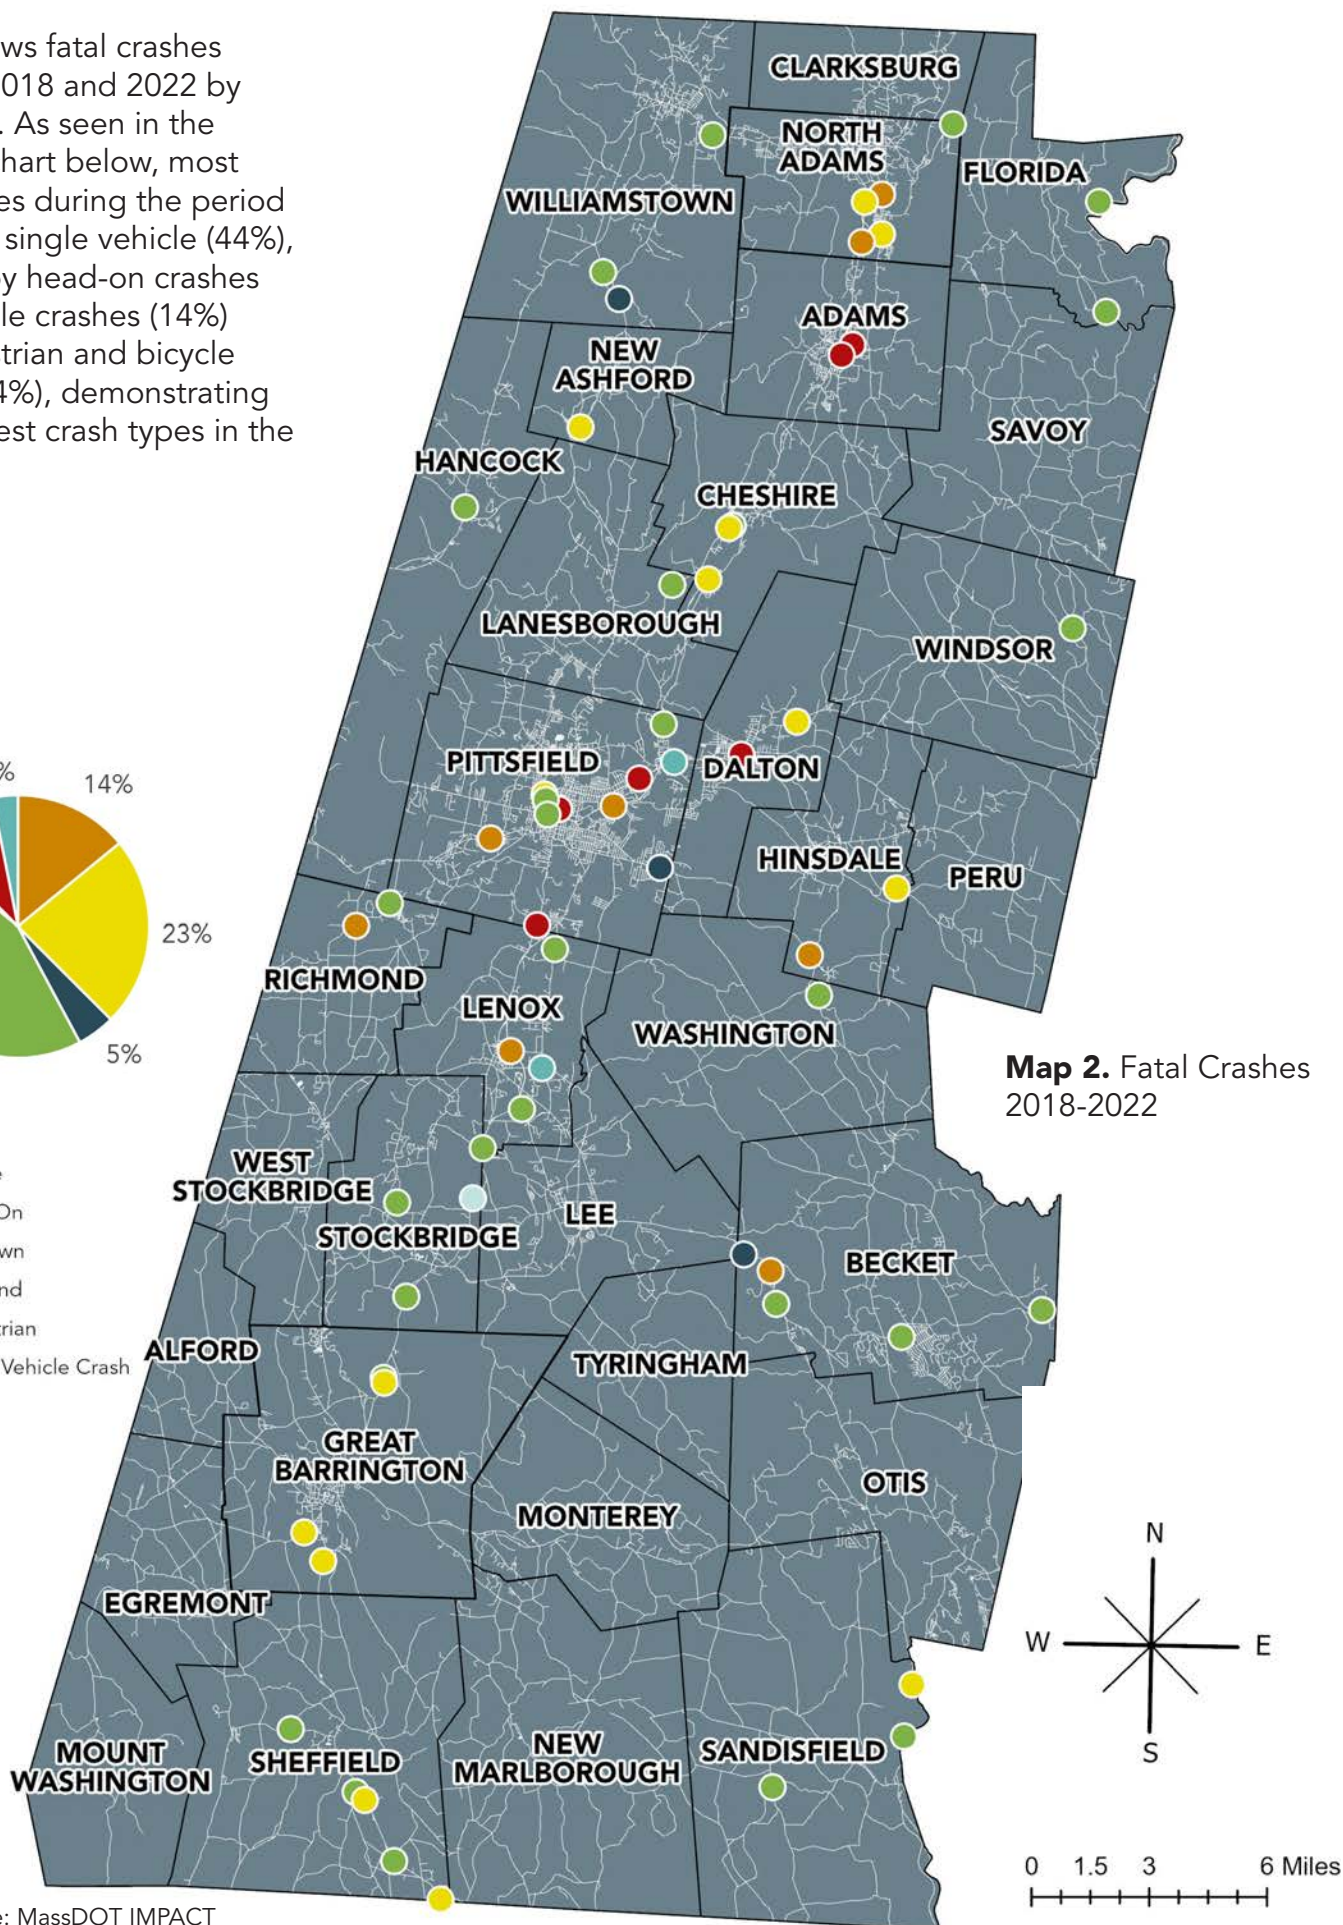 ws fatal crashes
018 and 2022 by
. As seen in the
hart below, most
es during the period
single vehicle (44%),
y head-on crashes
le crashes (14%)
strian and bicycle
4%), demonstrating
est crash types in the
%
14%
23%
5%
e
On
wn
nd
trian
Vehicle Crash
CLARKSBURG
NORTH
ADAMS
FLORIDA
WILLIAMSTOWN
ADAMS
NEW
ASHFORD
SAVOY
HANCOCK
CHESHIRE
LANESBOROUGH
WINDSOR
PITTSFIELD
DALTON
HINSDALE
PERU
RICHMOND
LENOX
WASHINGTON
Map 2. Fatal Crashes
2018-2022
WEST
STOCKBRIDGE
STOCKBRIDGE
LEE
BECKET
ALFORD
TYRINGHAM
GREAT
BARRINGTON
OTIS
MONTEREY
EGREMONT
MOUNT
WASHINGTON
SHEFFIELD
NEW
MARLBOROUGH
SANDISFIELD
N
W
E
S
0 1.5 3 6 Miles
e: MassDOT IMPACT